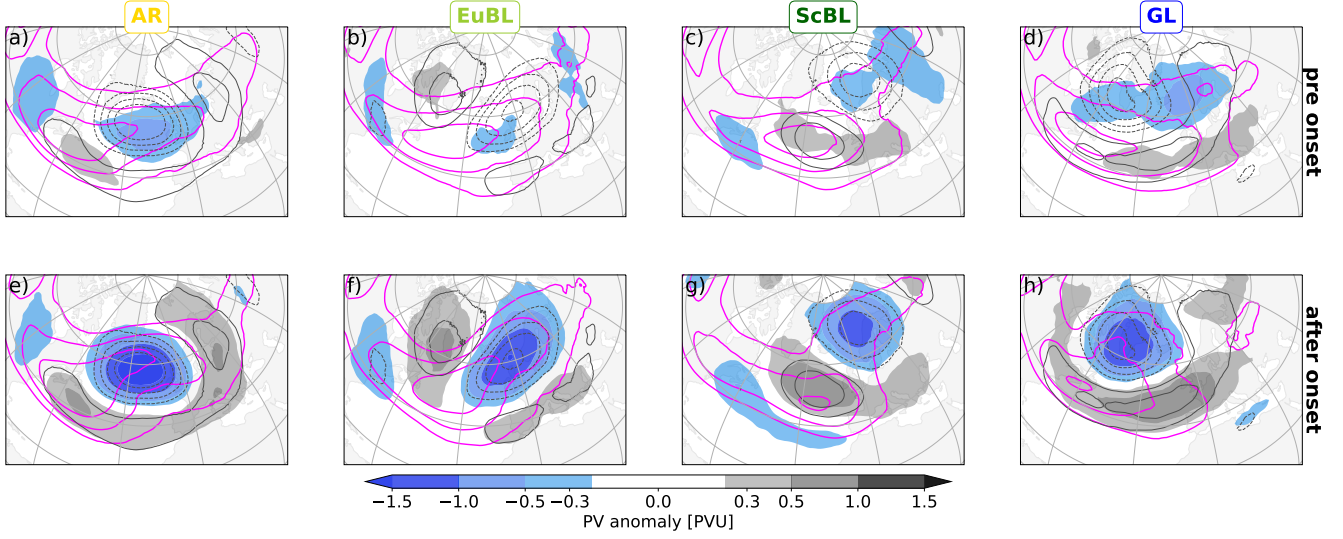 AR EuBL ScBL GL
a) b) c) d)
pre onset
e) f) g) h)
after onset
−1.5 −1.0 −0.5 −0.3 0.0 0.3 0.5 1.0 1.5
PV anomaly [PVU]